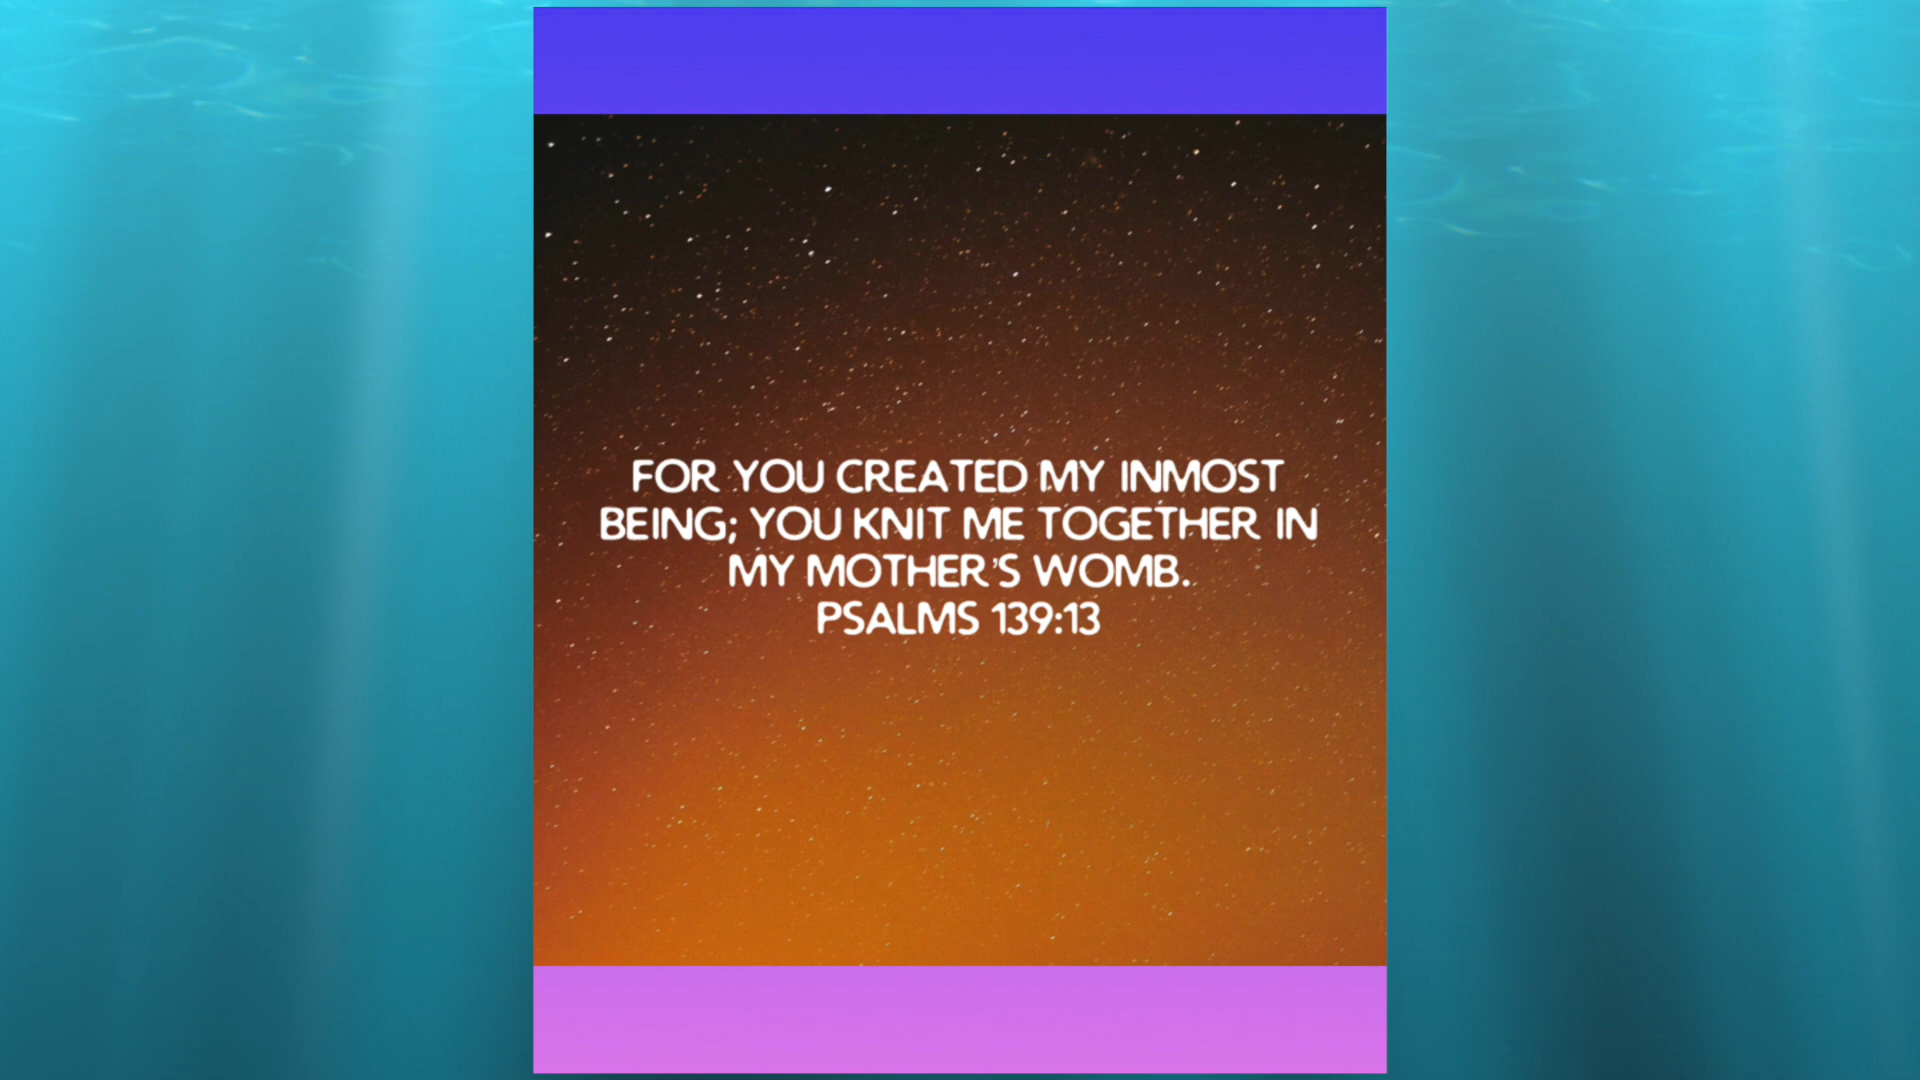 FOR YOU CREATED MY INMOST
BEING; YOU KNIT ME TOGETHER IN
MY MOTHER'S WOMB.
PSALMS 139:13